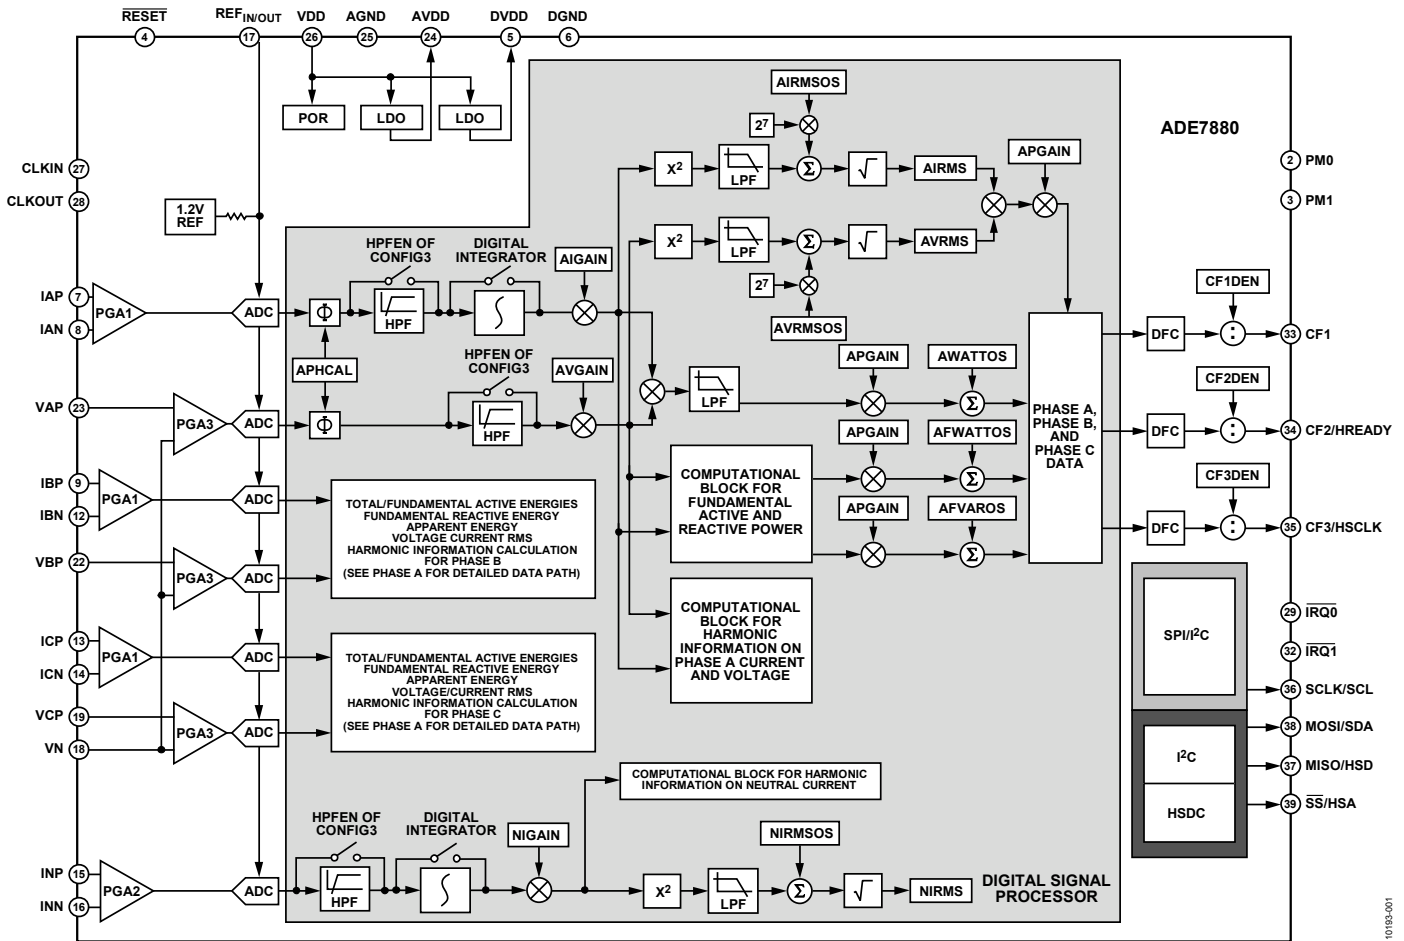 RESET REF IN/OUT VDD AGND AVDD DVDD DGND
4 17 26 25 24 5 6
POR LDO LDO
ADE7880
CLKIN 27
CLKOUT 28
1.2V
REF
2 PM0
3 PM1
AIRMSOS
2⁷
X² LPF Σ √ AIRMS
APGAIN
X² LPF Σ √ AVRMS
2⁷
AVRMSOS
HPFEN OF
CONFIG3
DIGITAL
INTEGRATOR
AIGAIN
IAP 7
IAN 8
PGA1 ADC Φ HPF ∫
APHCAL
HPFEN OF
CONFIG3
AVGAIN
VAP 23
PGA3 ADC Φ HPF
LPF
APGAIN AWATTOS
Σ
APGAIN AFWATTOS
Σ
APGAIN AFVAROS
Σ
COMPUTATIONAL
BLOCK FOR
FUNDAMENTAL
ACTIVE AND
REACTIVE POWER
COMPUTATIONAL
BLOCK FOR
HARMONIC
INFORMATION ON
PHASE A CURRENT
AND VOLTAGE
PHASE A,
PHASE B,
AND
PHASE C
DATA
CF1DEN
DFC : 33 CF1
CF2DEN
DFC : 34 CF2/HREADY
CF3DEN
DFC : 35 CF3/HSCLK
IBP 9
IBN 12
PGA1 ADC
VBP 22
PGA3 ADC
TOTAL/FUNDAMENTAL ACTIVE ENERGIES
FUNDAMENTAL REACTIVE ENERGY
APPARENT ENERGY
VOLTAGE CURRENT RMS
HARMONIC INFORMATION CALCULATION
FOR PHASE B
(SEE PHASE A FOR DETAILED DATA PATH)
ICP 13
ICN 14
PGA1 ADC
VCP 19
VN 18
PGA3 ADC
TOTAL/FUNDAMENTAL ACTIVE ENERGIES
FUNDAMENTAL REACTIVE ENERGY
APPARENT ENERGY
VOLTAGE/CURRENT RMS
HARMONIC INFORMATION CALCULATION
FOR PHASE C
(SEE PHASE A FOR DETAILED DATA PATH)
SPI/I²C
I²C
HSDC
29 IRQ0
32 IRQ1
36 SCLK/SCL
38 MOSI/SDA
37 MISO/HSD
39 SS/HSA
COMPUTATIONAL BLOCK FOR HARMONIC
INFORMATION ON NEUTRAL CURRENT
HPFEN OF
CONFIG3
DIGITAL
INTEGRATOR
NIGAIN
NIRMSOS
INP 15
INN 16
PGA2 ADC HPF ∫ X² LPF Σ √ NIRMS
DIGITAL SIGNAL
PROCESSOR
10193-001